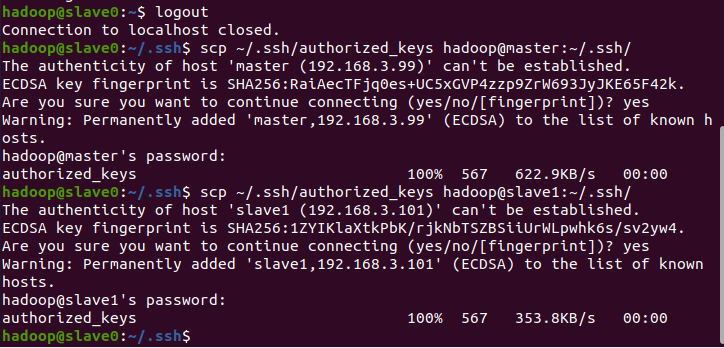 hadoop@slave0:~$ logout
Connection to localhost closed.
hadoop@slave0:~/.ssh$ scp ~/.ssh/authorized_keys hadoop@master:~/.ssh/
The authenticity of host 'master (192.168.3.99)' can't be established.
ECDSA key fingerprint is SHA256:RaiAecTFjq0es+UC5xGVP4zzp9ZrW693JyJKE65F42k.
Are you sure you want to continue connecting (yes/no/[fingerprint])? yes
Warning: Permanently added 'master,192.168.3.99' (ECDSA) to the list of known h
osts.
hadoop@master's password:
authorized_keys 100% 567 622.9KB/s 00:00
hadoop@slave0:~/.ssh$ scp ~/.ssh/authorized_keys hadoop@slave1:~/.ssh/
The authenticity of host 'slave1 (192.168.3.101)' can't be established.
ECDSA key fingerprint is SHA256:1ZYIKlaXtkPbK/rjkNbTSZBSiiUrWLpwhk6s/sv2yw4.
Are you sure you want to continue connecting (yes/no/[fingerprint])? yes
Warning: Permanently added 'slave1,192.168.3.101' (ECDSA) to the list of known
hosts.
hadoop@slave1's password:
authorized_keys 100% 567 353.8KB/s 00:00
hadoop@slave0:~/.ssh$